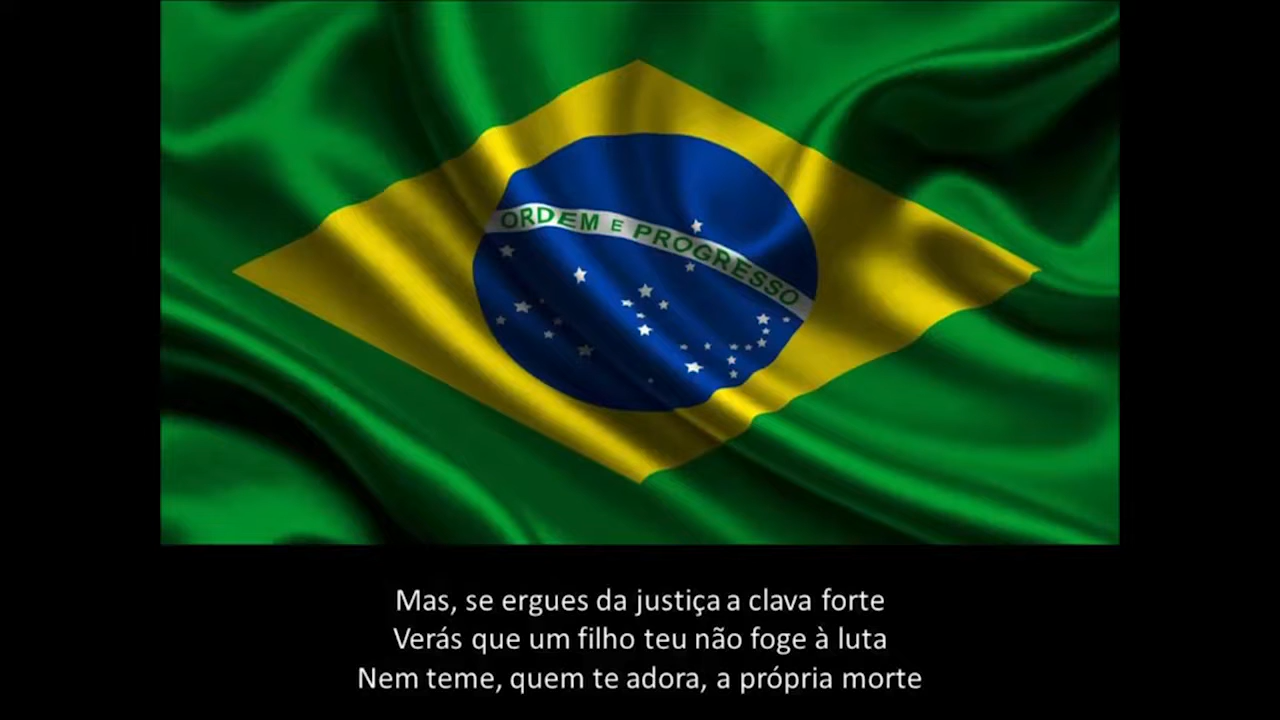 ORDEM E PROGRESSO
Mas, se ergues da justiça a clava forte
Verás que um filho teu não foge à luta
Nem teme, quem te adora, a própria morte